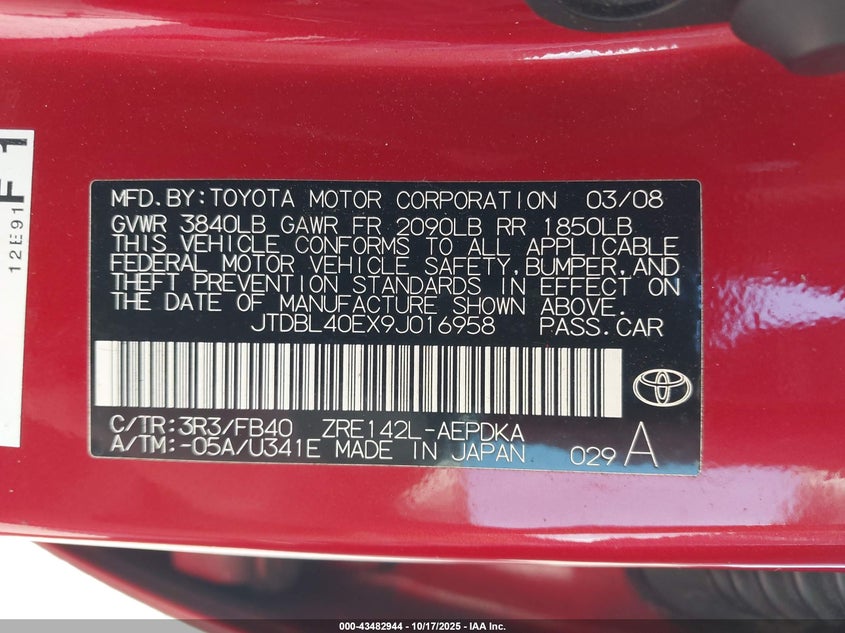 MFD.BY:TOYOTA MOTOR CORPORATION 03/08
GVWR 3840LB GAWR FR 2090LB RR 1850LB
THIS VEHICLE CONFORMS TO ALL APPLICABLE
FEDERAL MOTOR VEHICLE SAFETY,BUMPER,AND
THEFT PREVENTION STANDARDS IN EFFECT ON
THE DATE OF MANUFACTURE SHOWN ABOVE.
JTDBL40EX9J016958 PASS.CAR
C/TR:3R3/FB40 ZRE142L-AEPDKA
A/TM:-05A/U341E MADE IN JAPAN 029 A
F 1
12E91
000-43482944 - 10/17/2025 - IAA Inc.